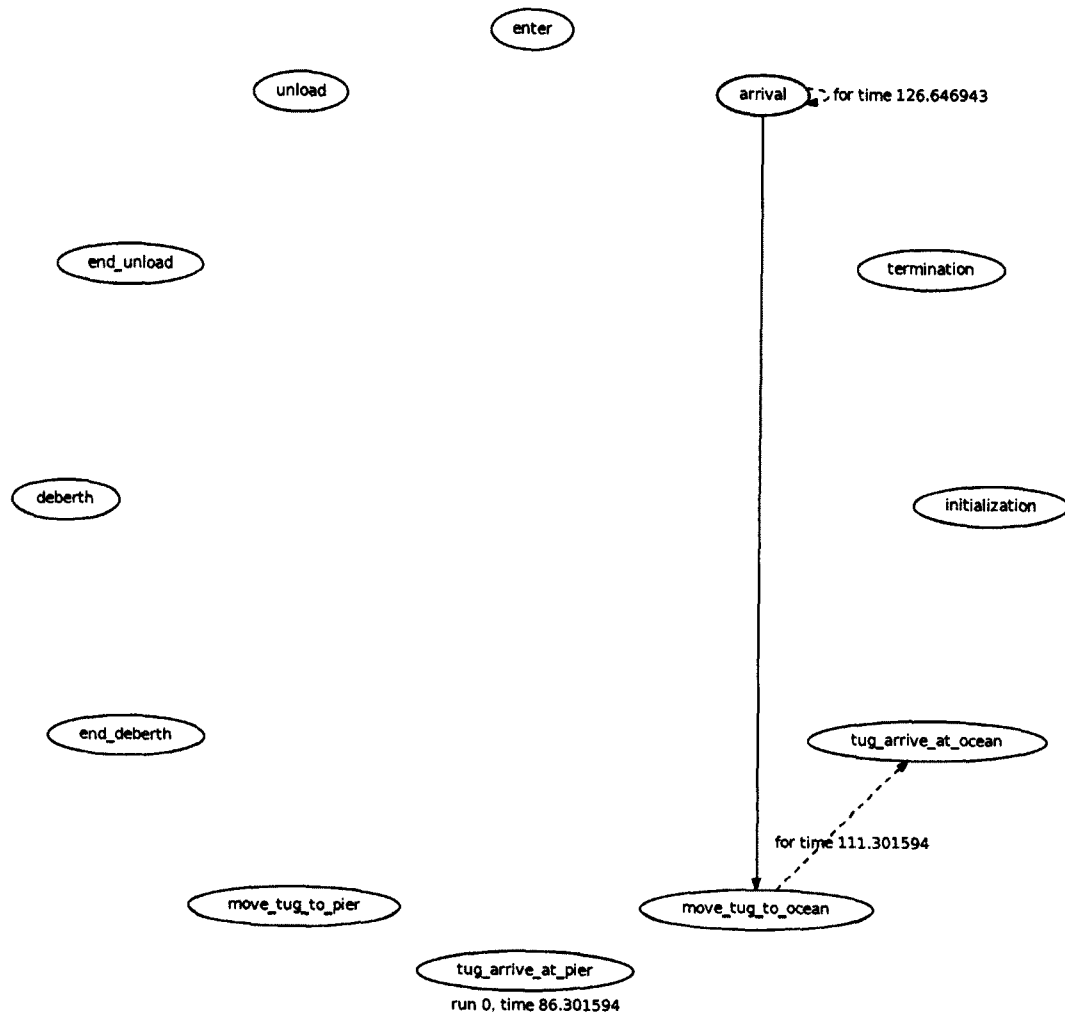 enter
unload
arrival
for time 126.646943
end_unload
termination
deberth
initialization
end_deberth
tug_arrive_at_ocean
for time 111.301594
move_tug_to_pier
move_tug_to_ocean
tug_arrive_at_pier
run 0, time 86.301594